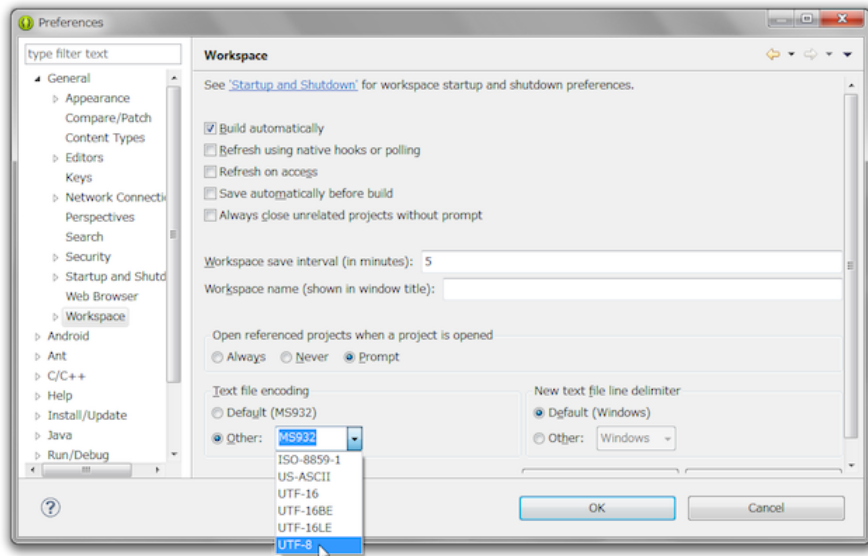 Preferences
type filter text
General
Appearance
Compare/Patch
Content Types
Editors
Keys
Network Connecti
Perspectives
Search
Security
Startup and Shutd
Web Browser
Workspace
Android
Ant
C/C++
Help
Install/Update
Java
Run/Debug
Workspace
See 'Startup and Shutdown' for workspace startup and shutdown preferences.
Build automatically
Refresh using native hooks or polling
Refresh on access
Save automatically before build
Always close unrelated projects without prompt
Workspace save interval (in minutes): 5
Workspace name (shown in window title):
Open referenced projects when a project is opened
Always Never Prompt
Text file encoding
Default (MS932)
Other: MS932
ISO-8859-1
US-ASCII
UTF-16
UTF-16BE
UTF-16LE
UTF-8
New text file line delimiter
Default (Windows)
Other: Windows
?
OK Cancel